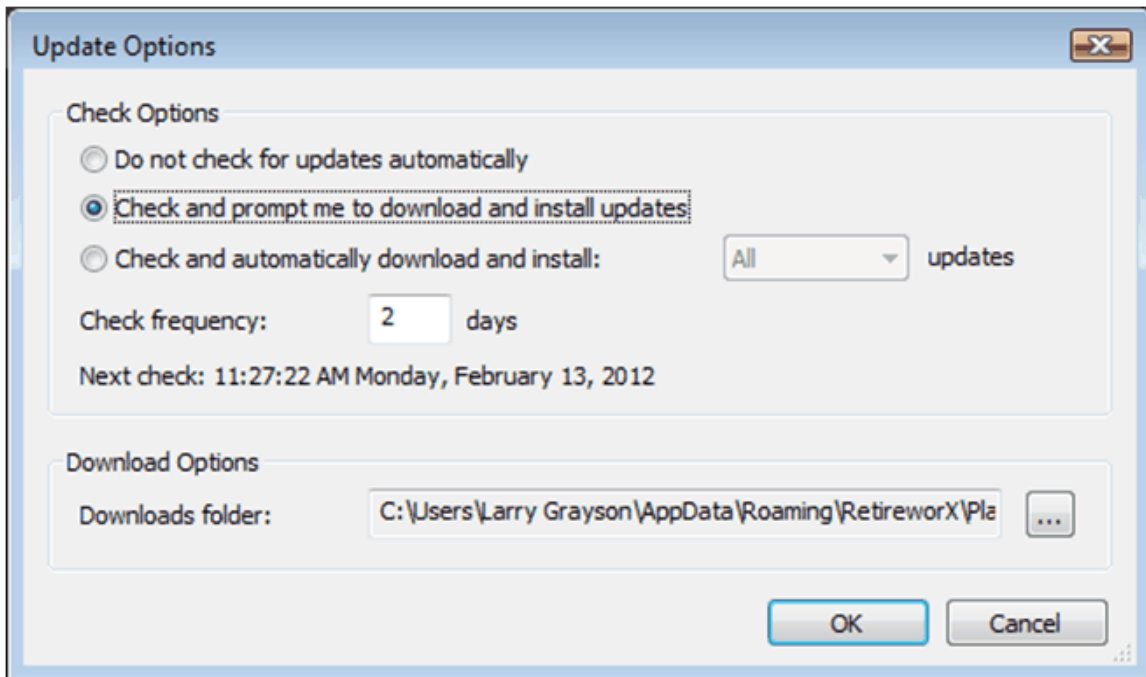 Update Options
Check Options
Do not check for updates automatically
Check and prompt me to download and install updates
Check and automatically download and install: All updates
Check frequency: 2 days
Next check: 11:27:22 AM Monday, February 13, 2012
Download Options
Downloads folder: C:\Users\Larry Grayson\AppData\Roaming\RetireworX\Pla ...
OK Cancel